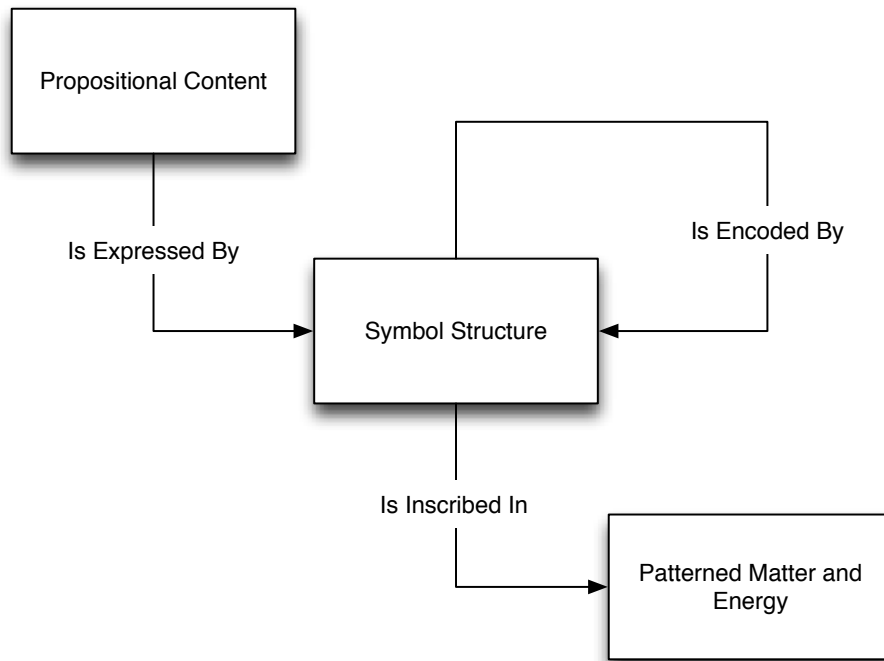 Propositional Content
Is Expressed By
Is Encoded By
Symbol Structure
Is Inscribed In
Patterned Matter and
Energy